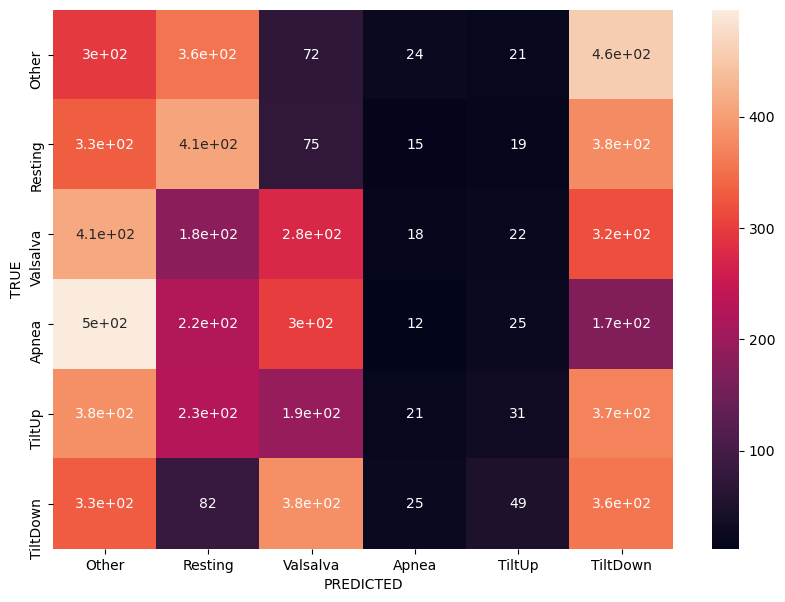 Other 3e+02 3.6e+02 72 24 21 4.6e+02
Resting 3.3e+02 4.1e+02 75 15 19 3.8e+02
Valsalva 4.1e+02 1.8e+02 2.8e+02 18 22 3.2e+02
Apnea 5e+02 2.2e+02 3e+02 12 25 1.7e+02
TiltUp 3.8e+02 2.3e+02 1.9e+02 21 31 3.7e+02
TiltDown 3.3e+02 82 3.8e+02 25 49 3.6e+02
TRUE
Other Resting Valsalva Apnea TiltUp TiltDown
PREDICTED
400
300
200
100